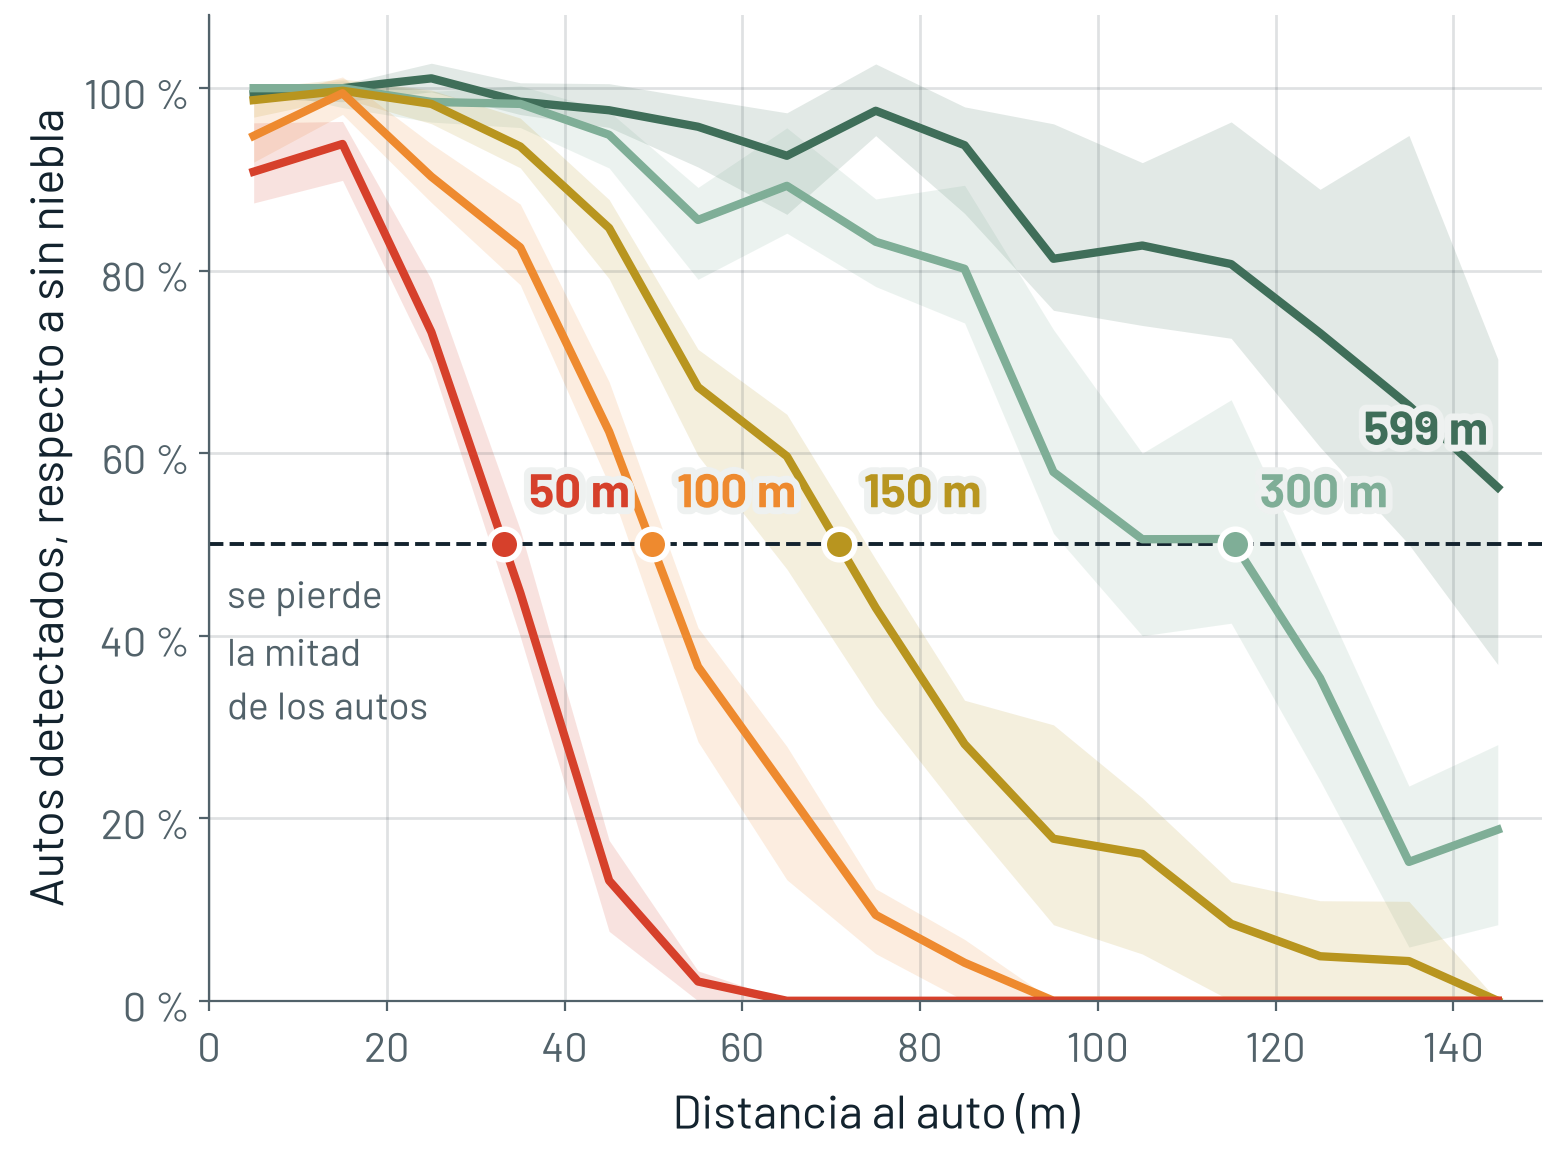 Autos detectados, respecto a sin niebla
100 %
80 %
60 %
40 %
20 %
0 %
599 m
50 m
100 m
150 m
300 m
se pierde
la mitad
de los autos
0
20
40
60
80
100
120
140
Distancia al auto (m)